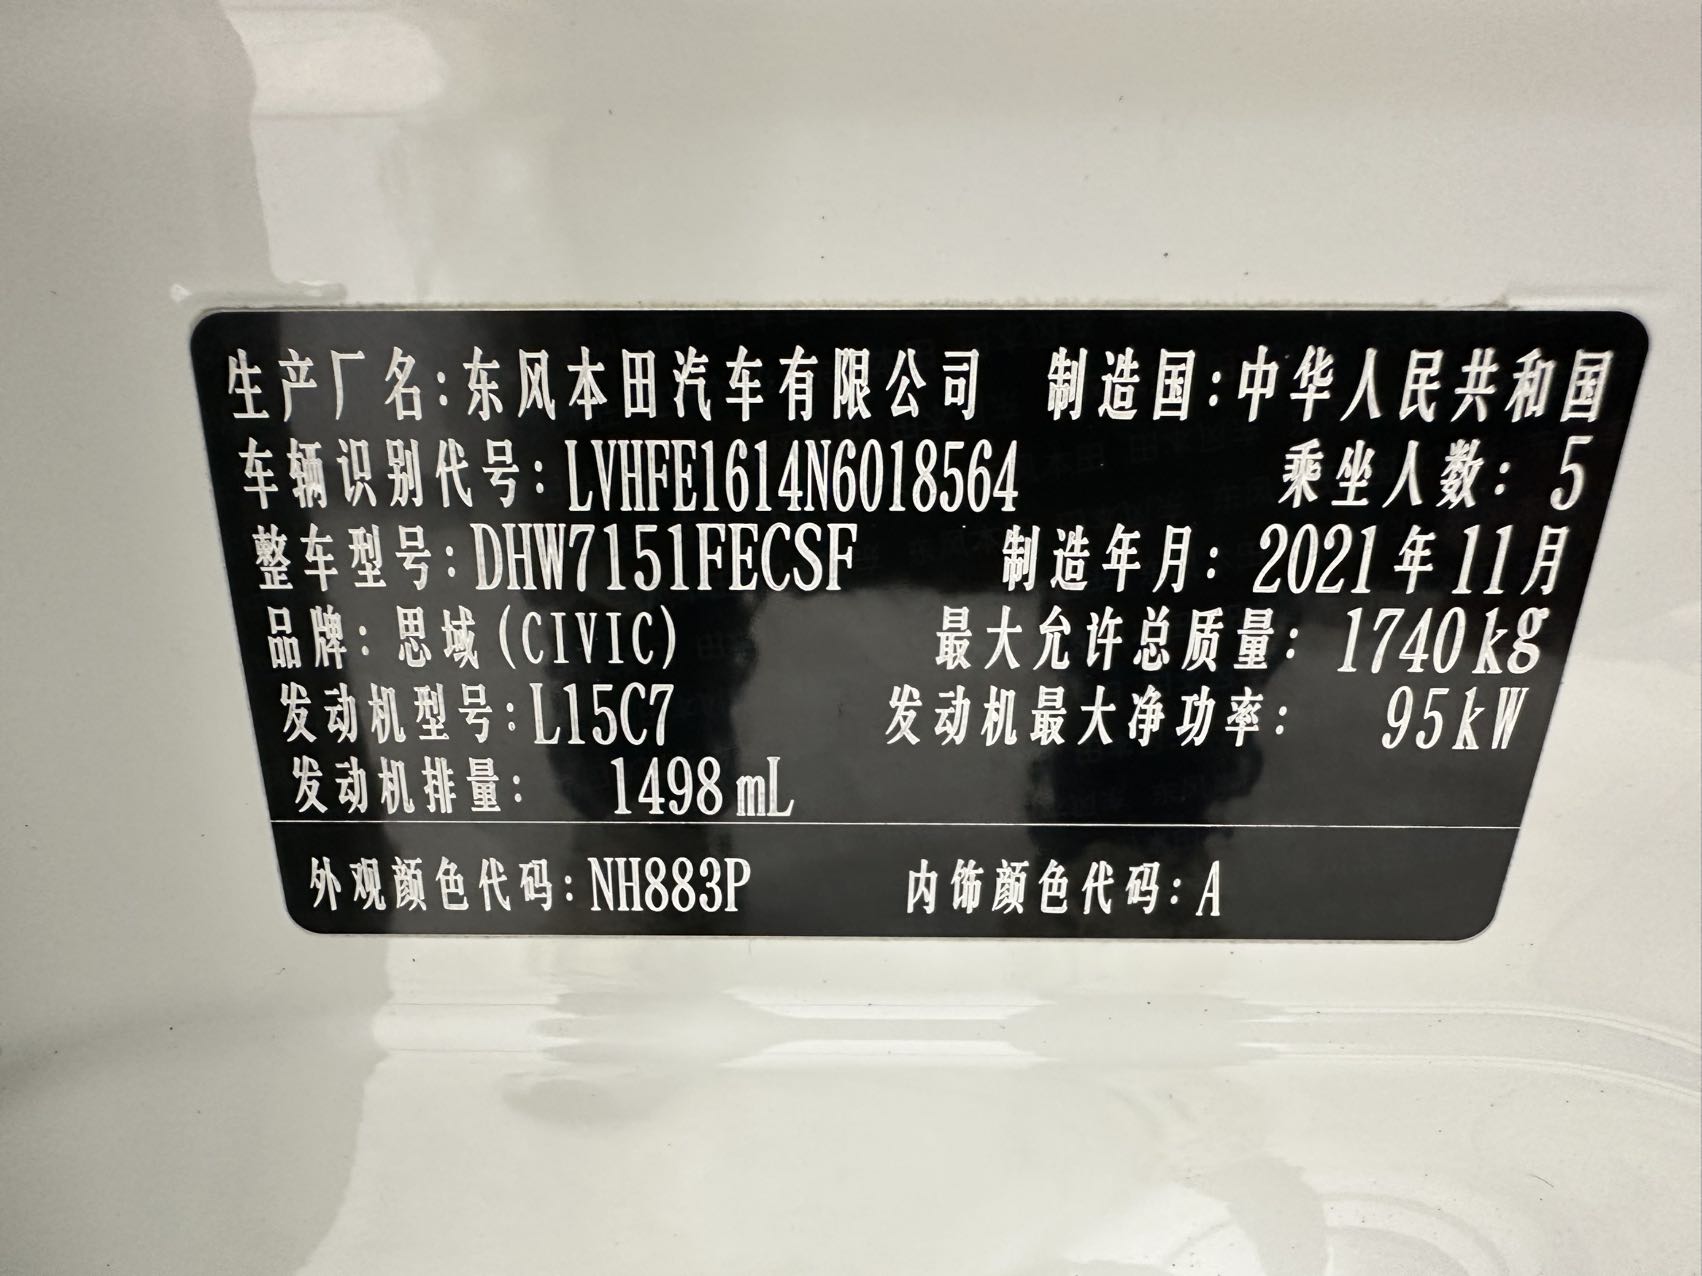 生产厂名:东风本田汽车有限公司 制造国:中华人民共和国
车辆识别代号:LVHFE1614N6018564 乘坐人数: 5
整车型号:DHW7151FECSF 制造年月: 2021年11月
品牌: 思域(CIVIC) 最大允许总质量: 1740kg
发动机型号:L15C7 发动机最大净功率: 95kW
发动机排量: 1498mL
外观颜色代码:NH883P 内饰颜色代码:A